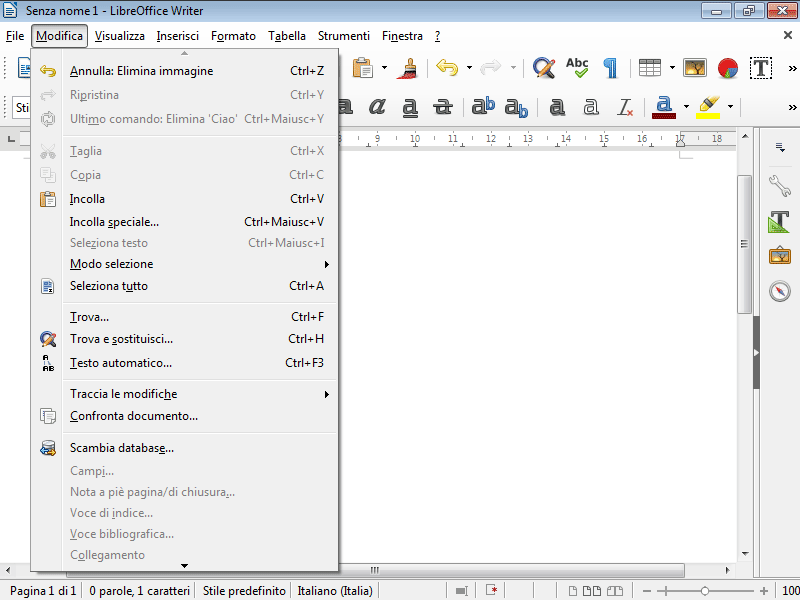 Senza nome 1 - LibreOffice Writer
File Modifica Visualizza Inserisci Formato Tabella Strumenti Finestra ?
Annulla: Elimina immagine Ctrl+Z
Ripristina Ctrl+Y
Ultimo comando: Elimina 'Ciao' Ctrl+Maiusc+Y
Taglia Ctrl+X
Copia Ctrl+C
Incolla Ctrl+V
Incolla speciale... Ctrl+Maiusc+V
Seleziona testo Ctrl+Maiusc+I
Modo selezione
Seleziona tutto Ctrl+A
Trova... Ctrl+F
Trova e sostituisci... Ctrl+H
Testo automatico... Ctrl+F3
Traccia le modifiche
Confronta documento...
Scambia database...
Campi...
Nota a piè pagina/di chiusura...
Voce di indice...
Voce bibliografica...
Collegamento
Abc
Sti
a a a a ab ab a a I a
8 9 10 11 12 13 14 15 16 17 18
Pagina 1 di 1 0 parole, 1 caratteri Stile predefinito Italiano (Italia) 100